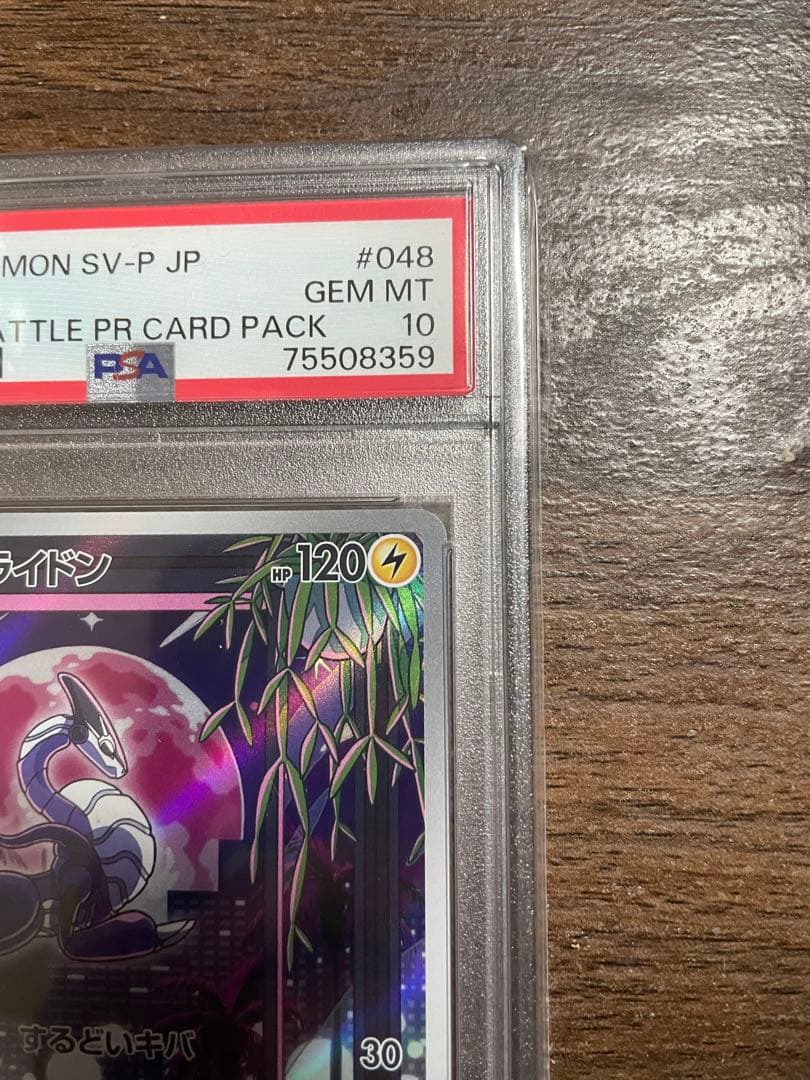 MON SV-P JP #048
GEM MT
ATTLE PR CARD PACK 10
PSA 75508359
ライドン HP 120
するどいキバ 30